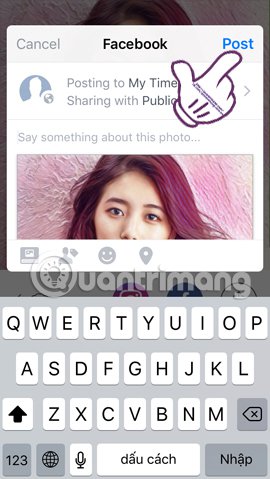 Cancel Facebook Post
Posting to My Time
Sharing with Public
Say something about this photo...
uantrimang
Q W E R T Y U I O P
A S D F G H J K L
Z X C V B N M
123 dấu cách Nhập